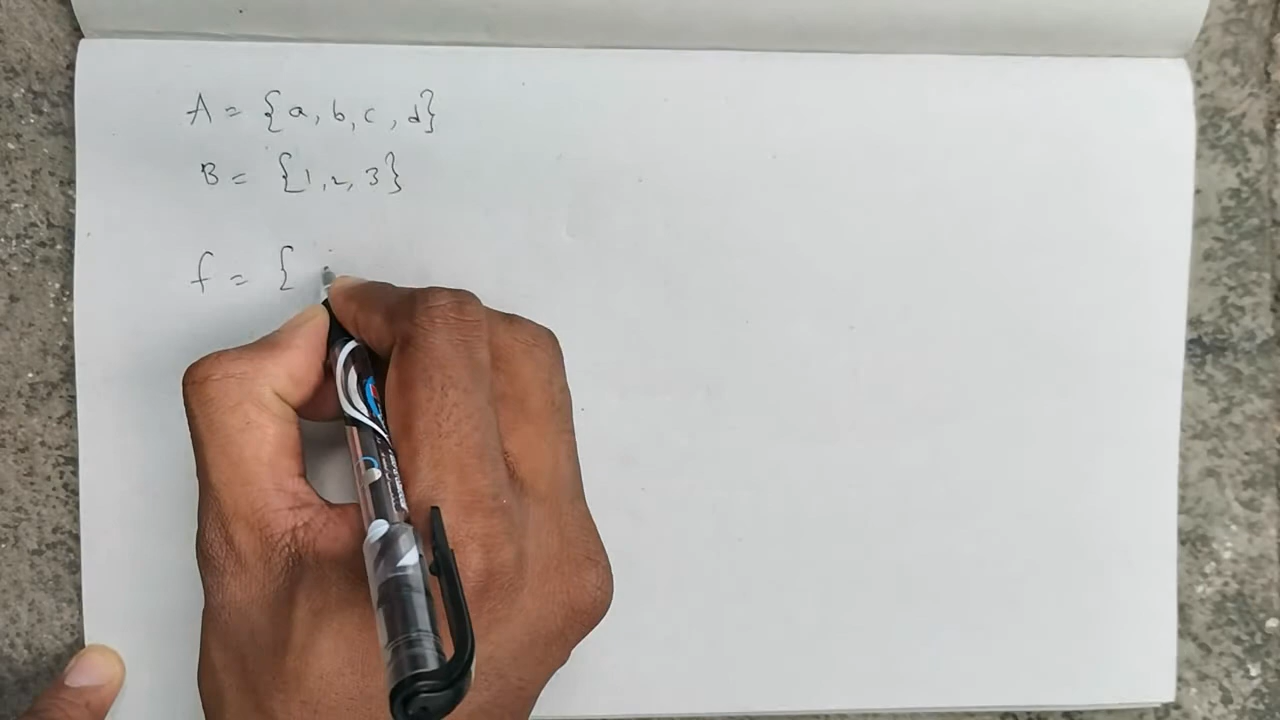 A = {a, b, c, d}
B = {1, 2, 3}
f = {